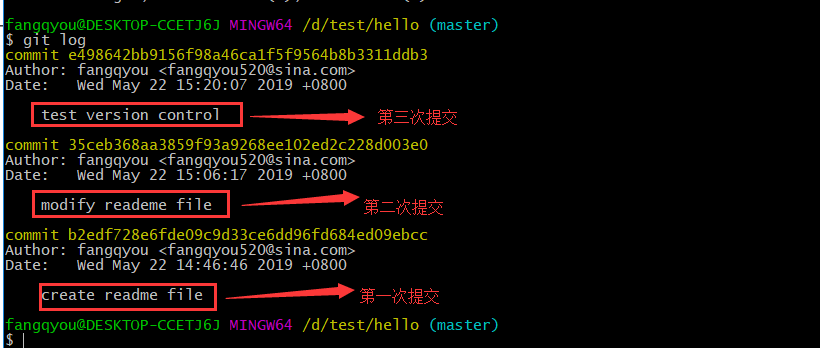 fangqyou@DESKTOP-CCETJ6J MINGW64 /d/test/hello (master)
$ git log
commit e498642bb9156f98a46ca1f5f9564b8b3311ddb3
Author: fangqyou <fangqyou520@sina.com>
Date:   Wed May 22 15:20:07 2019 +0800
test version control 第三次提交
commit 35ceb368aa3859f93a9268ee102ed2c228d003e0
Author: fangqyou <fangqyou520@sina.com>
Date:   Wed May 22 15:06:17 2019 +0800
modify reademe file 第二次提交
commit b2edf728e6fde09c9d33ce6dd96fd684ed09ebcc
Author: fangqyou <fangqyou520@sina.com>
Date:   Wed May 22 14:46:46 2019 +0800
create readme file 第一次提交
fangqyou@DESKTOP-CCETJ6J MINGW64 /d/test/hello (master)
$